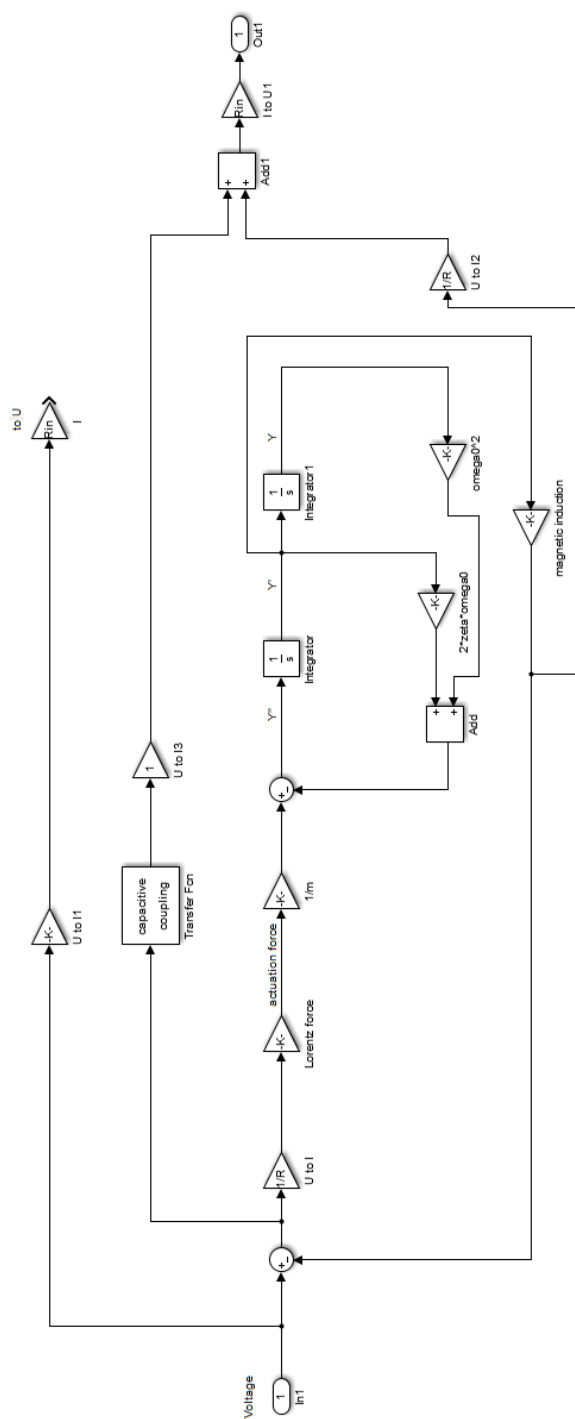 Voltage
1
In1
-K-
U to I1
to U
Rin
I
capacitive
coupling
Transfer Fcn
1
U to I3
+
-
1/R
U to I
-K-
Lorentz force
actuation force
-K-
1/m
+
-
Y''
1
s
Integrator
Y'
1
s
Integrator1
Y
+
+
Add
-K-
2*zeta*omega0
-K-
omega0^2
-K-
magnetic induction
1/R
U to I2
+
+
Add1
Rin
I to U1
1
Out1